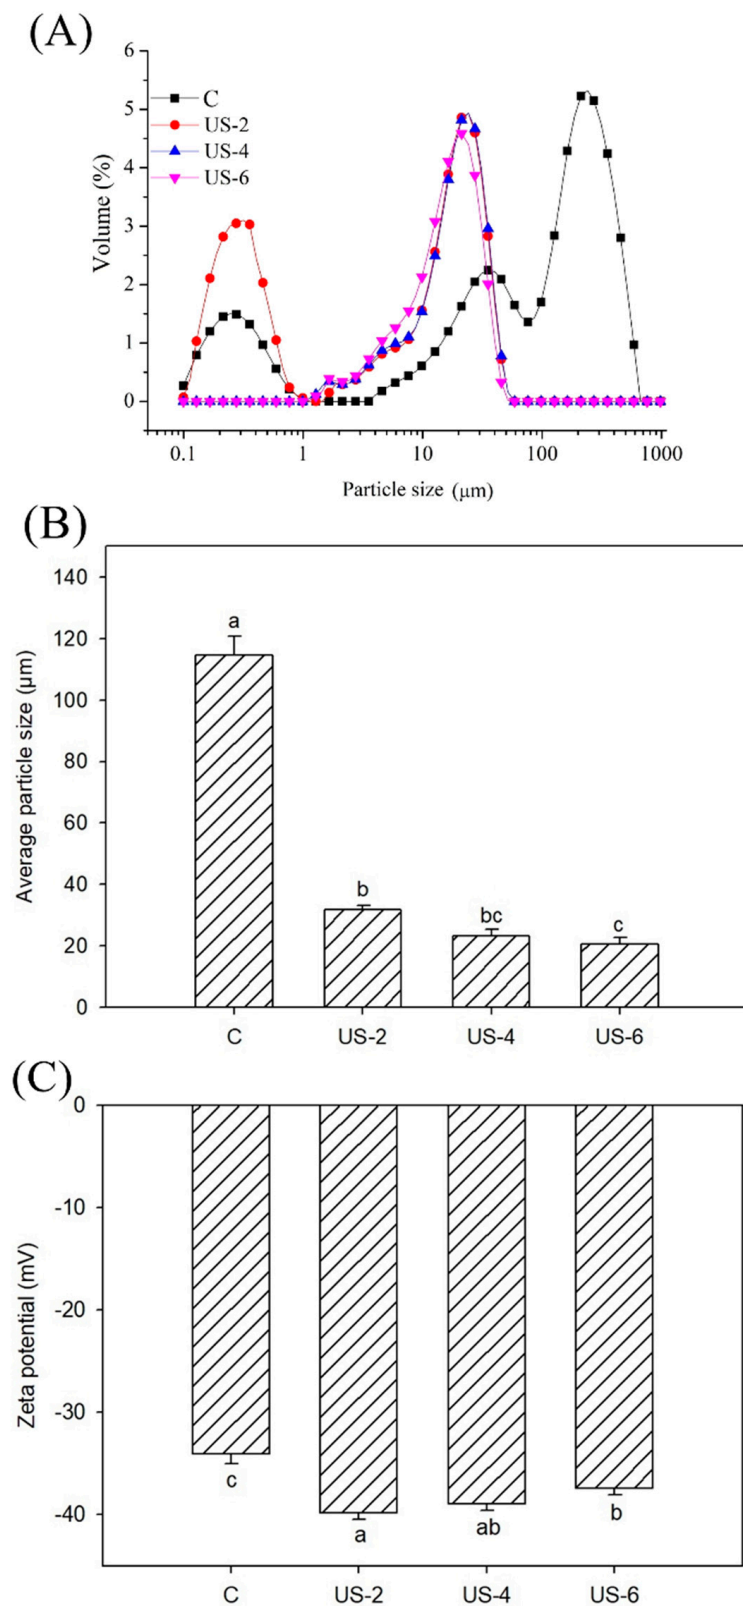 (A)
6
5
4
3
2
1
0
Volume (%)
C
US-2
US-4
US-6
0.1 1 10 100 1000
Particle size (μm)
(B)
140
120
100
80
60
40
20
0
Average particle size (μm)
a
b
bc
c
C US-2 US-4 US-6
(C)
0
-10
-20
-30
-40
Zeta potential (mV)
c
a
ab
b
C US-2 US-4 US-6